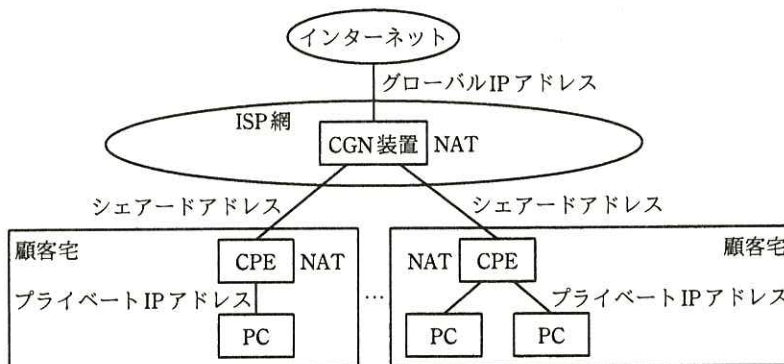 インターネット
グローバルIPアドレス
ISP網
CGN装置 NAT
シェアードアドレス シェアードアドレス
顧客宅 顧客宅
CPE NAT NAT CPE
プライベートIPアドレス … プライベートIPアドレス
PC PC PC